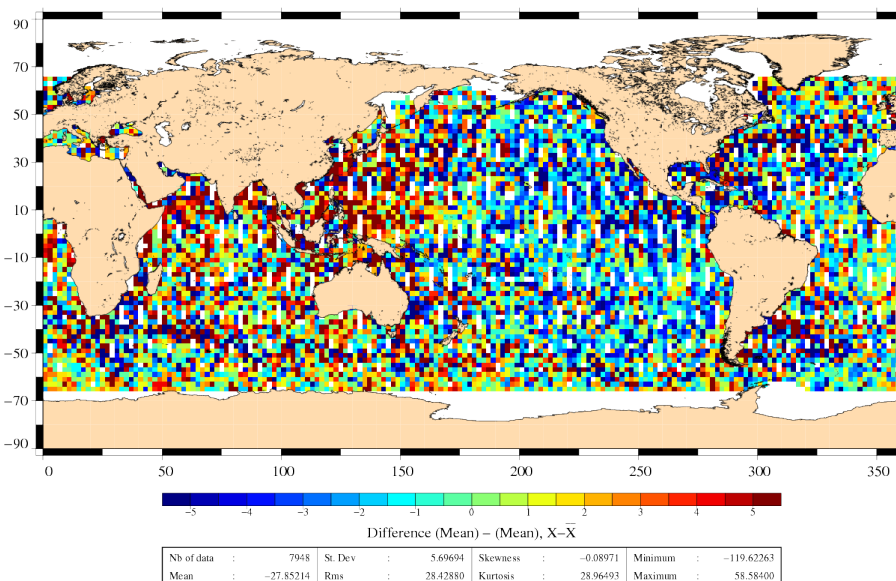 90
70
50
30
10
−10
−30
−50
−70
−90
0 50 100 150 200 250 300 350
−5 −4 −3 −2 −1 0 1 2 3 4 5
Difference (Mean) − (Mean), X−X̄
Nb of data : 7948 St. Dev : 5.69694 Skewness : −0.08971 Minimum : −119.62263
Mean : −27.85214 Rms : 28.42880 Kurtosis : 28.96493 Maximum : 58.58400